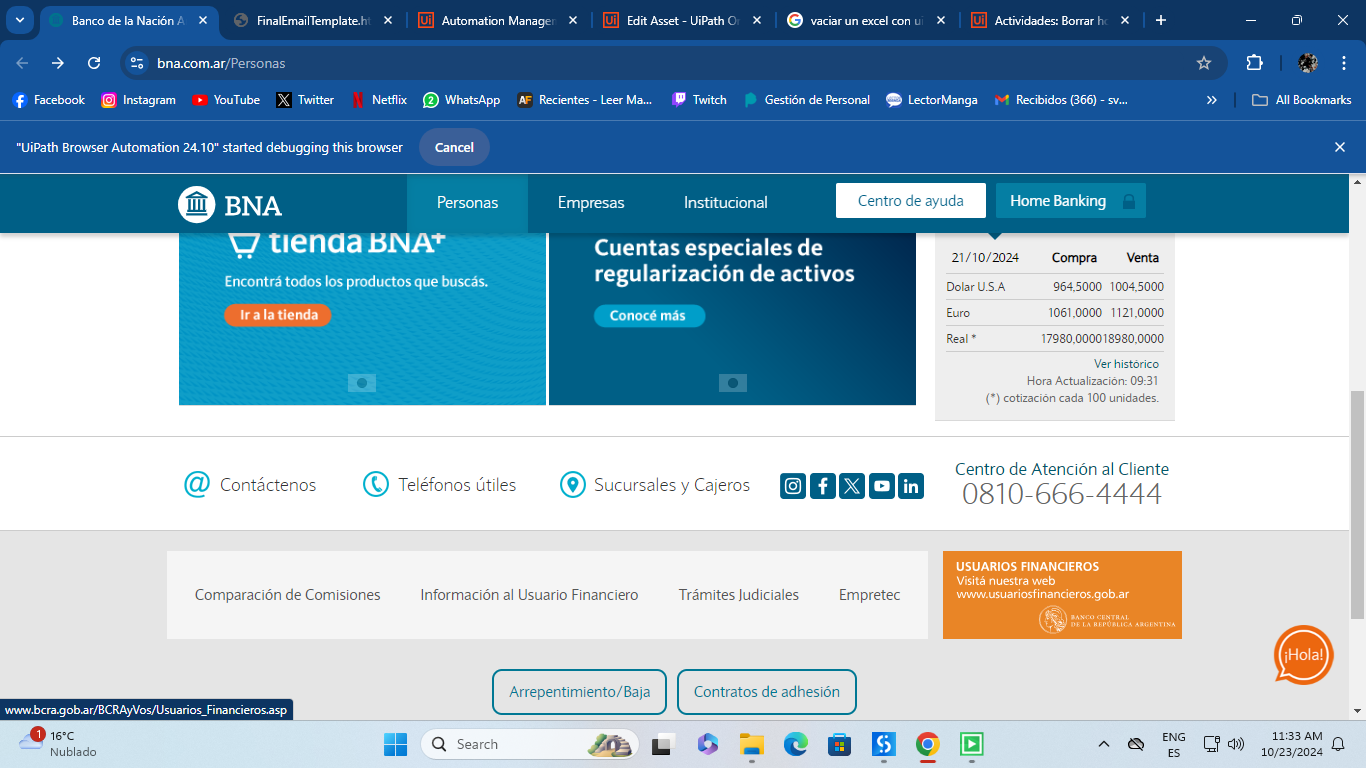 Banco de la Nación A
FinalEmailTemplate.ht
Automation Managem
Edit Asset - UiPath Or
vaciar un excel con ui
Actividades: Borrar ho
bna.com.ar/Personas
Facebook
Instagram
YouTube
Twitter
Netflix
WhatsApp
Recientes - Leer Ma...
Twitch
Gestión de Personal
LectorManga
Recibidos (366) - sv...
All Bookmarks
"UiPath Browser Automation 24.10" started debugging this browser
Cancel
BNA
Personas
Empresas
Institucional
Centro de ayuda
Home Banking
tienda BNA+
Encontrá todos los productos que buscás.
Ir a la tienda
Cuentas especiales de
regularización de activos
Conocé más
21/10/2024 Compra Venta
Dolar U.S.A 964,5000 1004,5000
Euro 1061,0000 1121,0000
Real * 17980,0000 18980,0000
Ver histórico
Hora Actualización: 09:31
(*) cotización cada 100 unidades.
Contáctenos
Teléfonos útiles
Sucursales y Cajeros
Centro de Atención al Cliente
0810-666-4444
Comparación de Comisiones
Información al Usuario Financiero
Trámites Judiciales
Empretec
USUARIOS FINANCIEROS
Visitá nuestra web
www.usuariosfinancieros.gob.ar
BANCO CENTRAL
DE LA REPÚBLICA ARGENTINA
¡Hola!
Arrepentimiento/Baja
Contratos de adhesión
www.bcra.gob.ar/BCRAyVos/Usuarios_Financieros.asp
1
16°C
Nublado
Search
ENG
ES
11:33 AM
10/23/2024